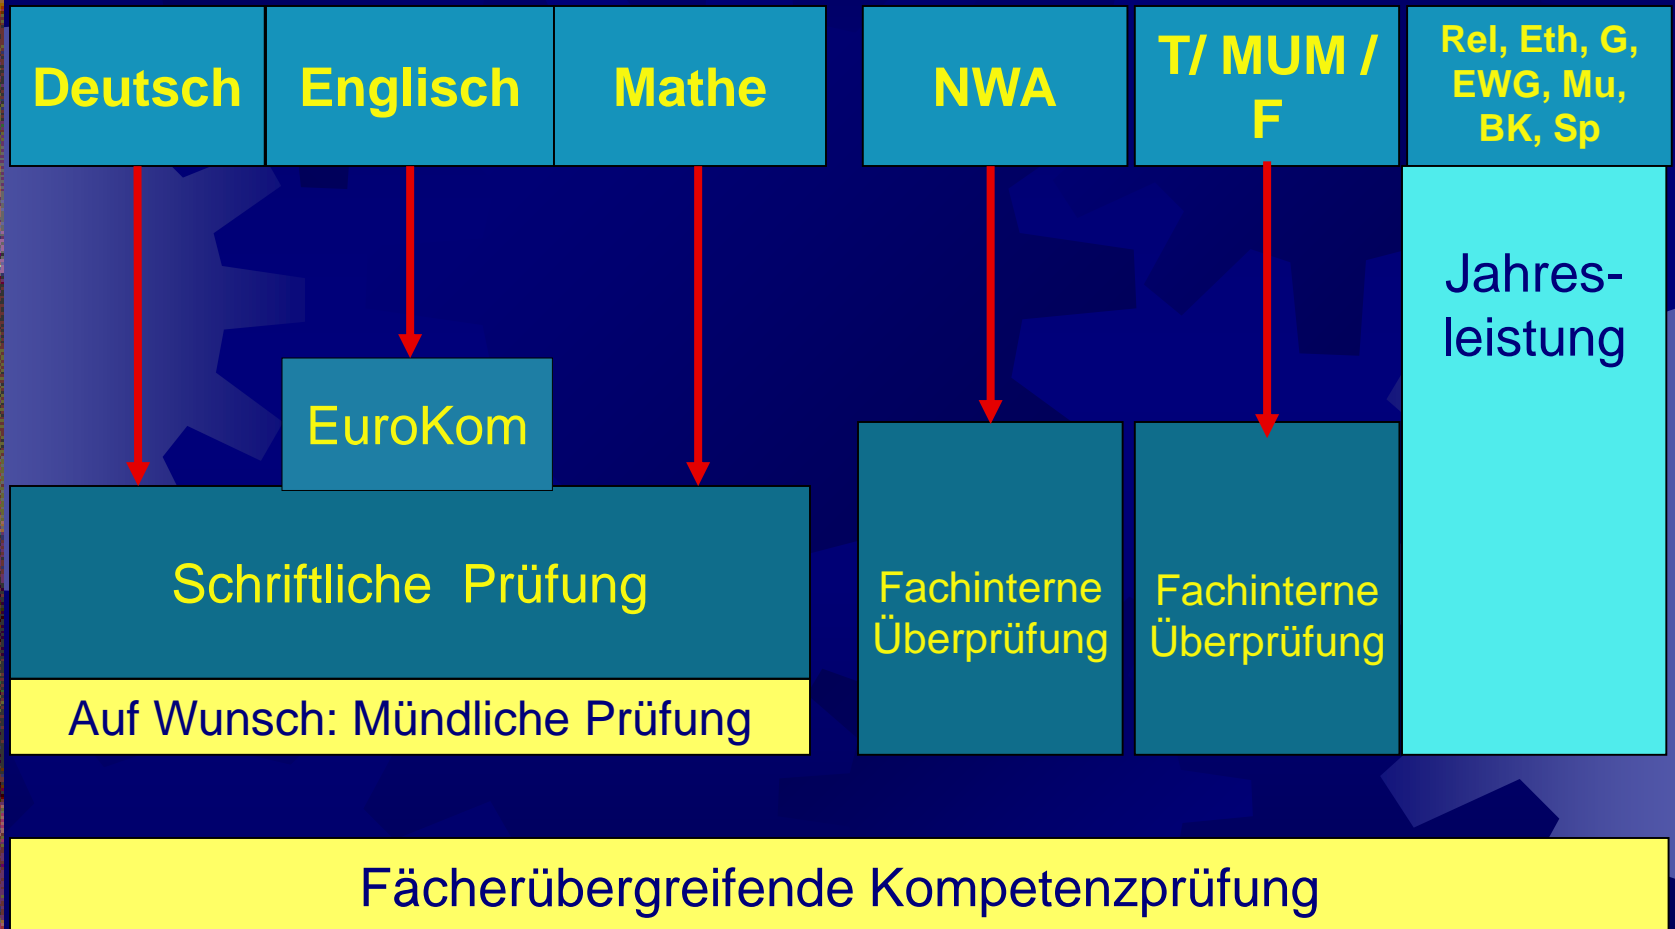 Deutsch
Englisch
Mathe
NWA
T/ MUM /
F
Rel, Eth, G,
EWG, Mu,
BK, Sp
Jahres-
leistung
EuroKom
Schriftliche Prüfung
Fachinterne
Überprüfung
Fachinterne
Überprüfung
Auf Wunsch: Mündliche Prüfung
Fächerübergreifende Kompetenzprüfung